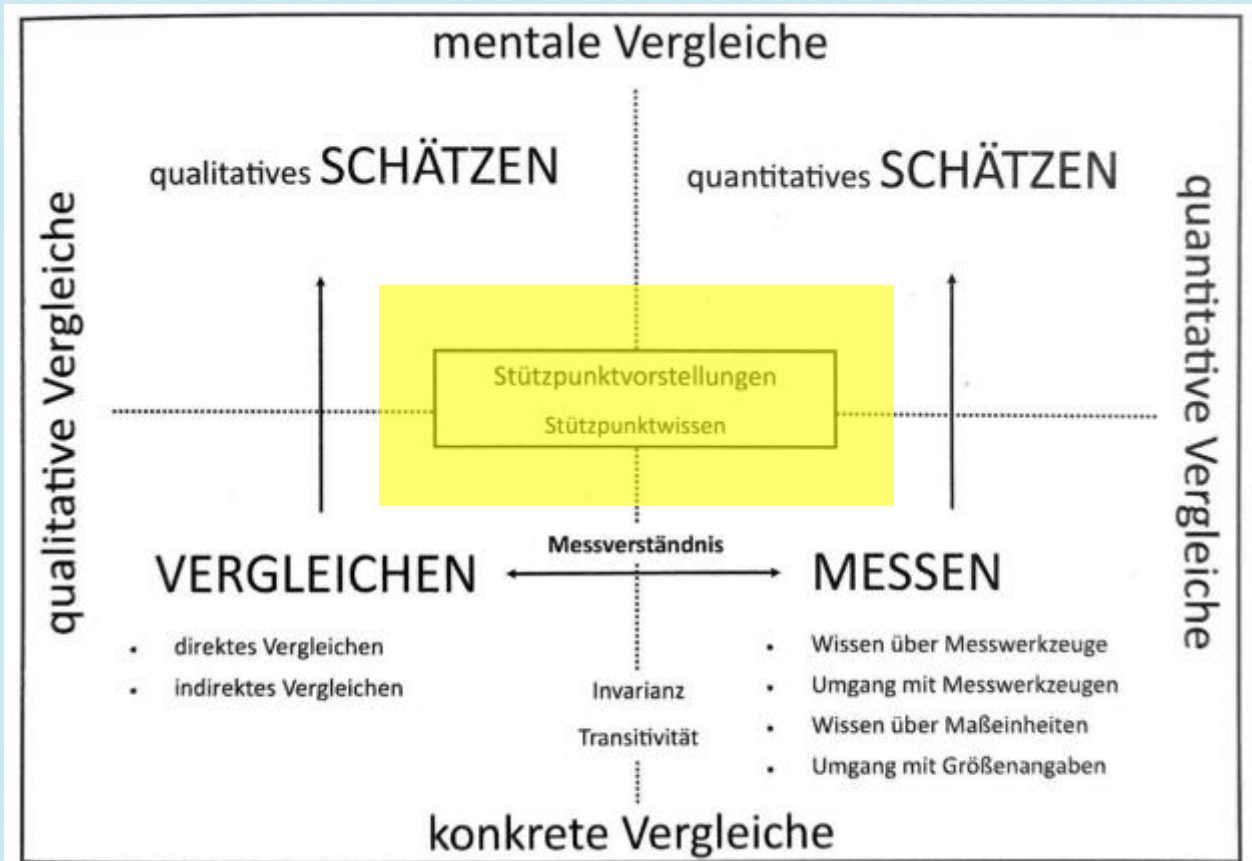 mentale Vergleiche
qualitatives SCHÄTZEN
quantitatives SCHÄTZEN
qualitative Vergleiche
quantitative Vergleiche
Stützpunktvorstellungen
Stützpunktwissen
Messverständnis
VERGLEICHEN
MESSEN
• direktes Vergleichen
• indirektes Vergleichen
Invarianz
Transitivität
• Wissen über Messwerkzeuge
• Umgang mit Messwerkzeugen
• Wissen über Maßeinheiten
• Umgang mit Größenangaben
konkrete Vergleiche